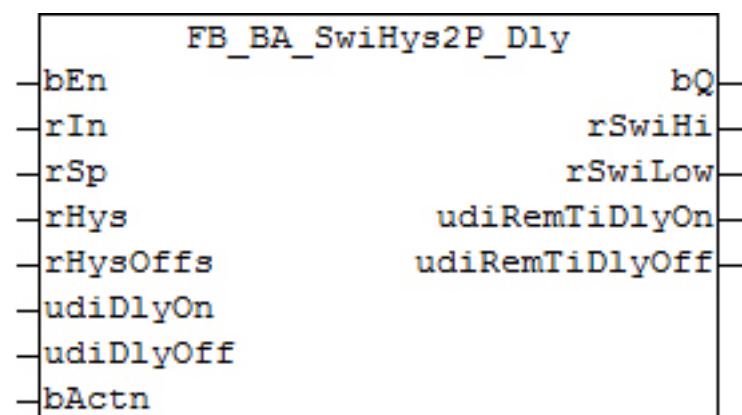 FB_BA_SwiHys2P_Dly
bEn bQ
rIn rSwiHi
rSp rSwiLow
rHys udiRemTiDlyOn
rHysOffs udiRemTiDlyOff
udiDlyOn
udiDlyOff
bActn